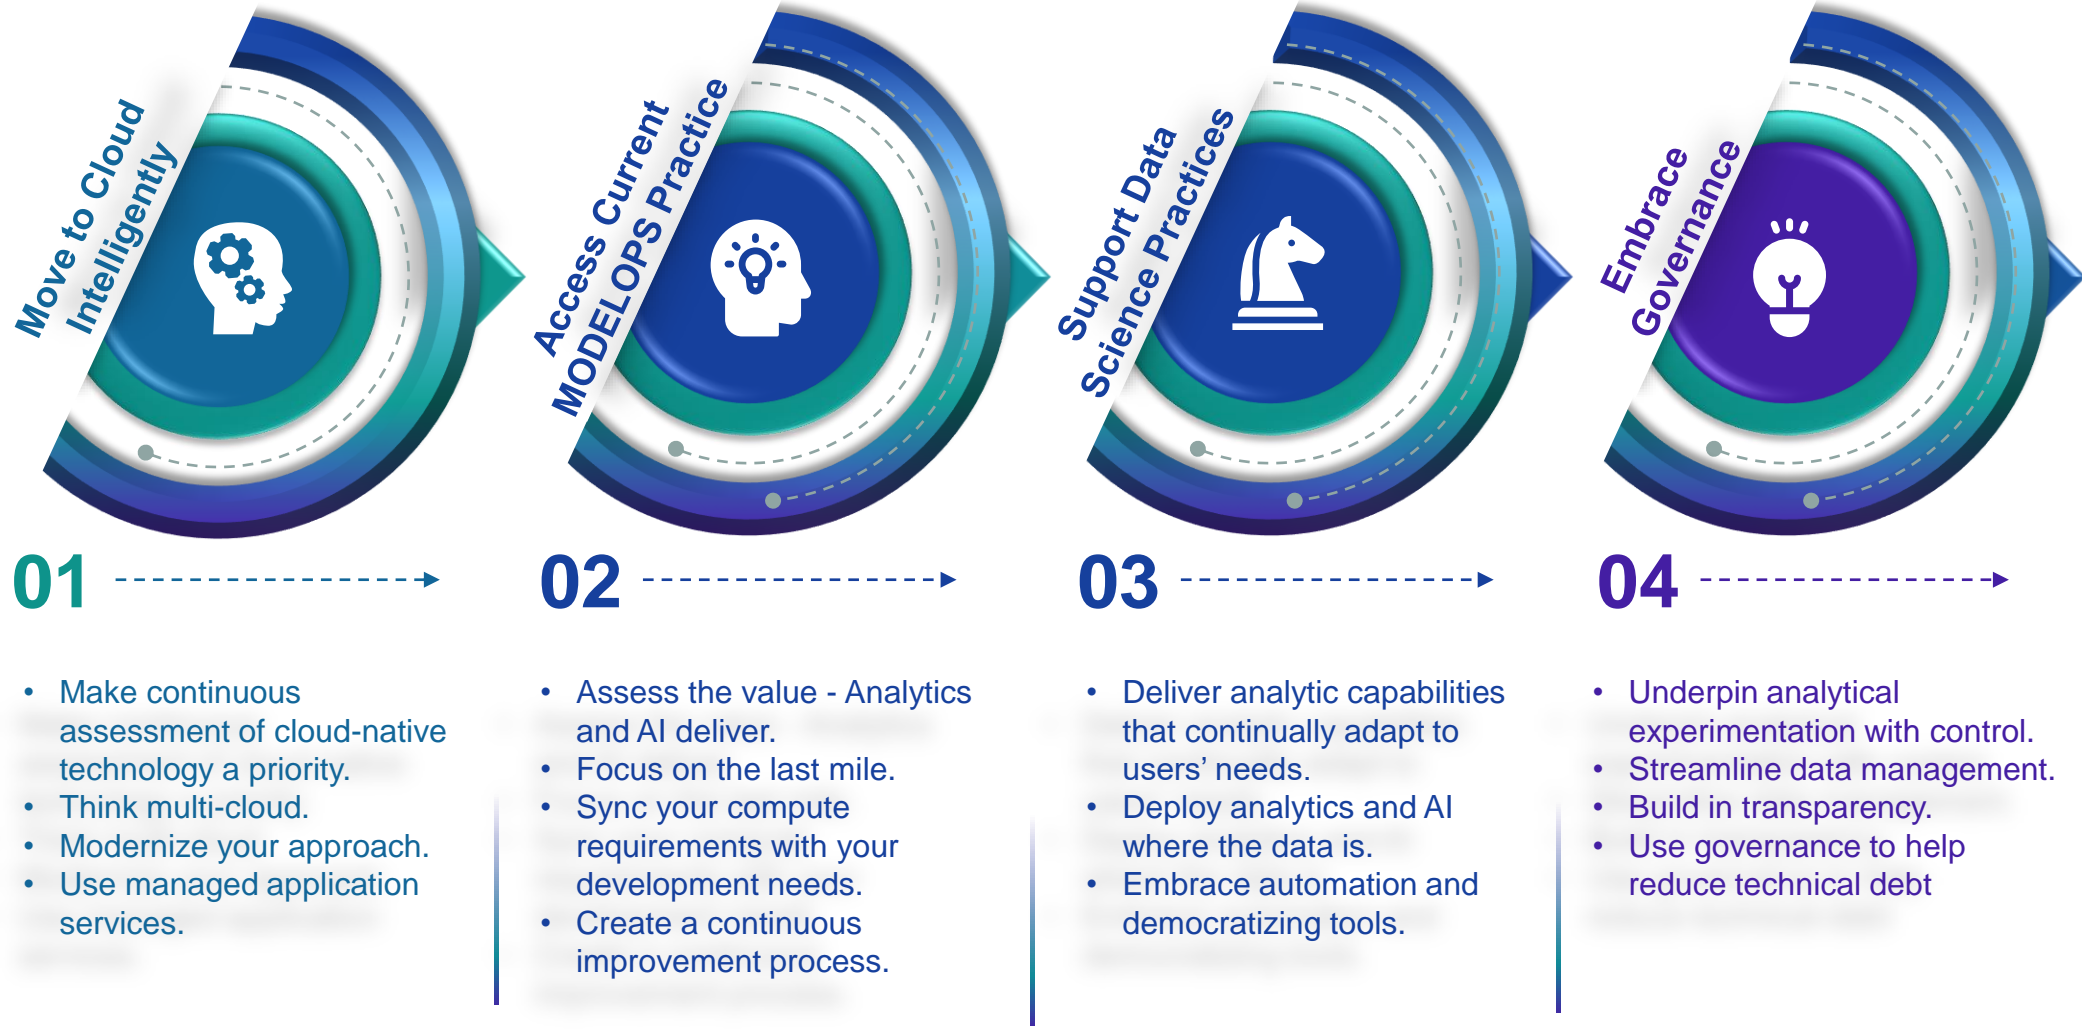 Move to Cloud
Intelligently
Access Current
MODELOPS Practice
Support Data
Science Practices
Embrace
Governance
01
02
03
04
• Make continuous
assessment of cloud-native
technology a priority.
• Think multi-cloud.
• Modernize your approach.
• Use managed application
services.
• Assess the value - Analytics
and AI deliver.
• Focus on the last mile.
• Sync your compute
requirements with your
development needs.
• Create a continuous
improvement process.
• Deliver analytic capabilities
that continually adapt to
users’ needs.
• Deploy analytics and AI
where the data is.
• Embrace automation and
democratizing tools.
• Underpin analytical
experimentation with control.
• Streamline data management.
• Build in transparency.
• Use governance to help
reduce technical debt